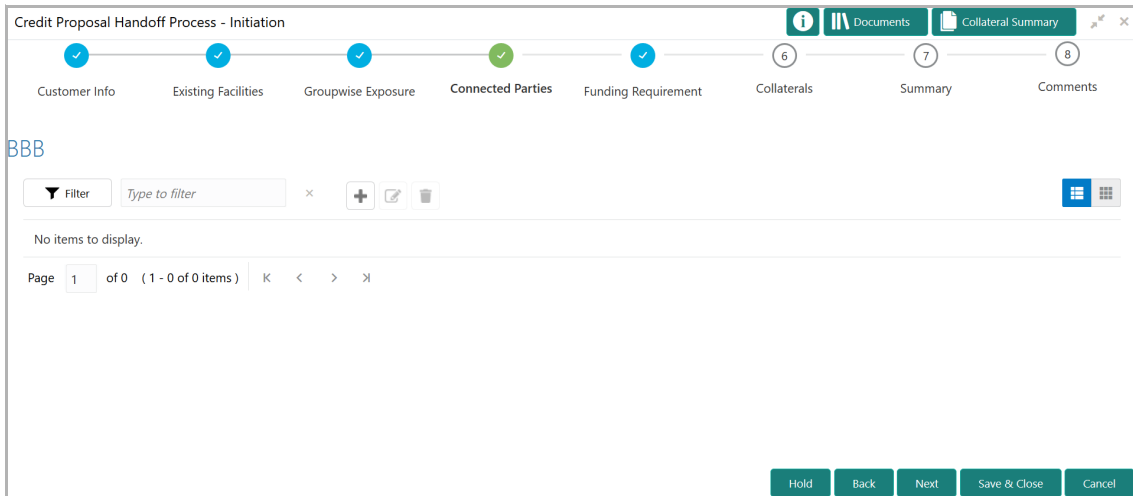 Credit Proposal Handoff Process - Initiation
Documents
Collateral Summary
6
7
8
Customer Info
Existing Facilities
Groupwise Exposure
Connected Parties
Funding Requirement
Collaterals
Summary
Comments
BBB
Filter
Type to filter
No items to display.
Page 1 of 0 ( 1 - 0 of 0 items )
Hold
Back
Next
Save & Close
Cancel